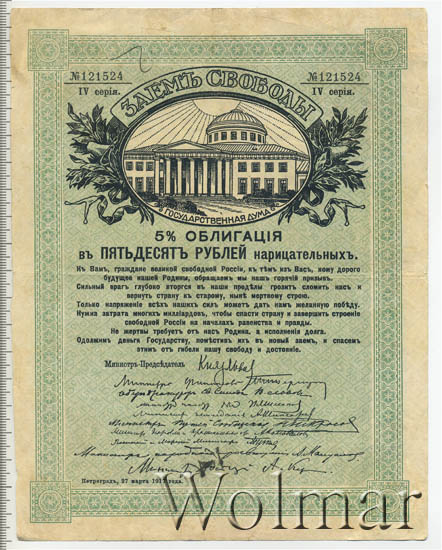 №121524 №121524
IV серія. IV серія.
ЗАЕМЪ СВОБОДЫ
ГОСУДАРСТВЕННАЯ ДУМА
5% ОБЛИГАЦІЯ
въ ПЯТЬДЕСЯТЪ РУБЛЕЙ нарицательныхъ.
Къ Вамъ, граждане великой свободной Россіи, къ тѣмъ изъ Васъ, кому дорого
будущее нашей Родины, обращаемъ мы нашъ горячій призывъ.
Сильный врагъ глубоко вторгся въ наши предѣлы грозитъ сломить насъ и
вернуть страну къ старому, нынѣ мертвому строю.
Только напряженіе всѣхъ нашихъ силъ можетъ дать намъ желанную побѣду.
Нужна затрата многихъ милліардовъ, чтобы спасти страну и завершить строеніе
свободной Россіи на началахъ равенства и правды.
Не жертвы требуетъ отъ насъ Родина, а исполненія долга.
Одолжимъ деньги Государству, помѣстивъ ихъ въ новый заемъ, и спасемъ
этимъ отъ гибели нашу свободу и достояніе.
Министръ-Предсѣдатель
Министръ Финансовъ
Петроградъ, 27 марта 1917 года.
Wolmar